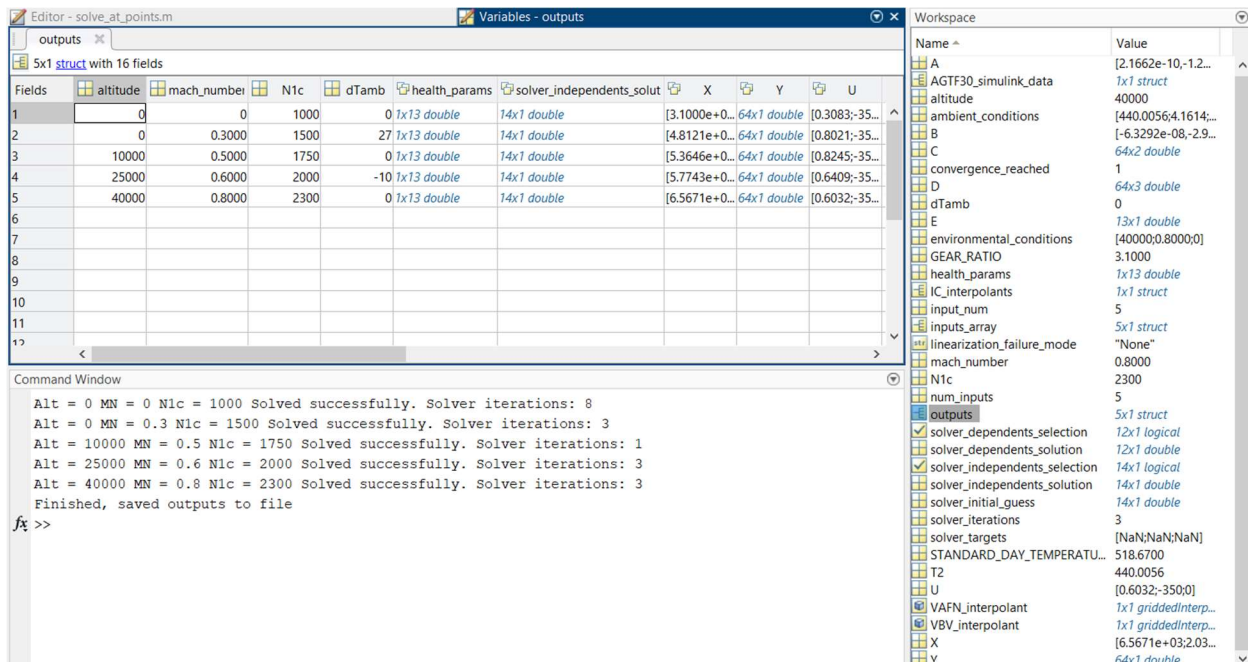 Editor - solve_at_points.m
Variables - outputs
outputs
5x1 struct with 16 fields
Fields altitude mach_number N1c dTamb health_params solver_independents_solut X Y U
1 0 0 1000 0 1x13 double 14x1 double [3.1000e+0... 64x1 double [0.3083;-35...
2 0 0.3000 1500 27 1x13 double 14x1 double [4.8121e+0... 64x1 double [0.8021;-35...
3 10000 0.5000 1750 0 1x13 double 14x1 double [5.3646e+0... 64x1 double [0.8245;-35...
4 25000 0.6000 2000 -10 1x13 double 14x1 double [5.7743e+0... 64x1 double [0.6409;-35...
5 40000 0.8000 2300 0 1x13 double 14x1 double [6.5671e+0... 64x1 double [0.6032;-35...
6
7
8
9
10
11
12
Command Window
Alt = 0 MN = 0 N1c = 1000 Solved successfully. Solver iterations: 8
Alt = 0 MN = 0.3 N1c = 1500 Solved successfully. Solver iterations: 3
Alt = 10000 MN = 0.5 N1c = 1750 Solved successfully. Solver iterations: 1
Alt = 25000 MN = 0.6 N1c = 2000 Solved successfully. Solver iterations: 3
Alt = 40000 MN = 0.8 N1c = 2300 Solved successfully. Solver iterations: 3
Finished, saved outputs to file
fx >>
Workspace
Name Value
A [2.1662e-10,-1.2...
AGTF30_simulink_data 1x1 struct
altitude 40000
ambient_conditions [440.0056;4.1614;...
B [-6.3292e-08,-2.9...
C 64x2 double
convergence_reached 1
D 64x3 double
dTamb 0
E 13x1 double
environmental_conditions [40000;0.8000;0]
GEAR_RATIO 3.1000
health_params 1x13 double
IC_interpolants 1x1 struct
input_num 5
inputs_array 5x1 struct
linearization_failure_mode "None"
mach_number 0.8000
N1c 2300
num_inputs 5
outputs 5x1 struct
solver_dependents_selection 12x1 logical
solver_dependents_solution 12x1 double
solver_independents_selection 14x1 logical
solver_independents_solution 14x1 double
solver_initial_guess 14x1 double
solver_iterations 3
solver_targets [NaN;NaN;NaN]
STANDARD_DAY_TEMPERATU... 518.6700
T2 440.0056
U [0.6032;-350;0]
VAFN_interpolant 1x1 griddedInterp...
VBV_interpolant 1x1 griddedInterp...
X [6.5671e+03;2.03...
Y 64x1 double